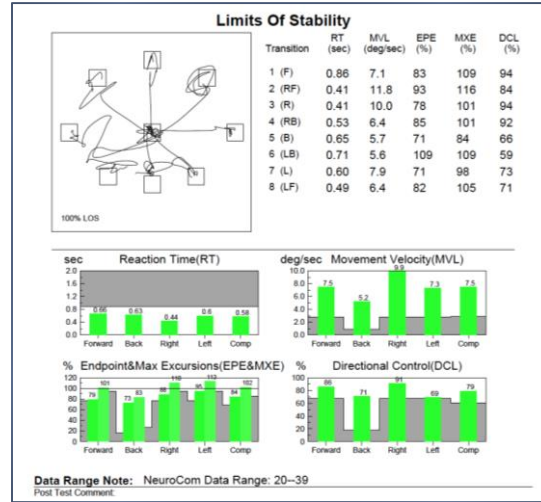 Limits Of Stability
Transition RT (sec) MVL (deg/sec) EPE (%) MXE (%) DCL (%)
1 (F) 0.86 7.1 83 109 94
2 (RF) 0.41 11.8 93 116 84
3 (R) 0.41 10.0 78 101 94
4 (RB) 0.53 6.4 85 101 92
5 (B) 0.65 5.7 71 84 66
6 (LB) 0.71 5.6 109 109 59
7 (L) 0.60 7.9 71 98 73
8 (LF) 0.49 6.4 82 105 71
100% LOS
sec Reaction Time(RT)
2.0
1.6
1.2
0.8
0.4
0.0
0.66 0.63 0.44 0.6 0.58
Forward Back Right Left Comp
deg/sec Movement Velocity(MVL)
10.0
8.0
6.0
4.0
2.0
0.0
7.5 5.2 9.9 7.3 7.5
Forward Back Right Left Comp
% Endpoint&Max Excursions(EPE&MXE)
120
100
80
60
40
20
0
79 101 73 83 88 110 95 112 84 102
Forward Back Right Left Comp
% Directional Control(DCL)
100
80
60
40
20
0
86 71 91 69 79
Forward Back Right Left Comp
Data Range Note: NeuroCom Data Range: 20--39
Post Test Comment: